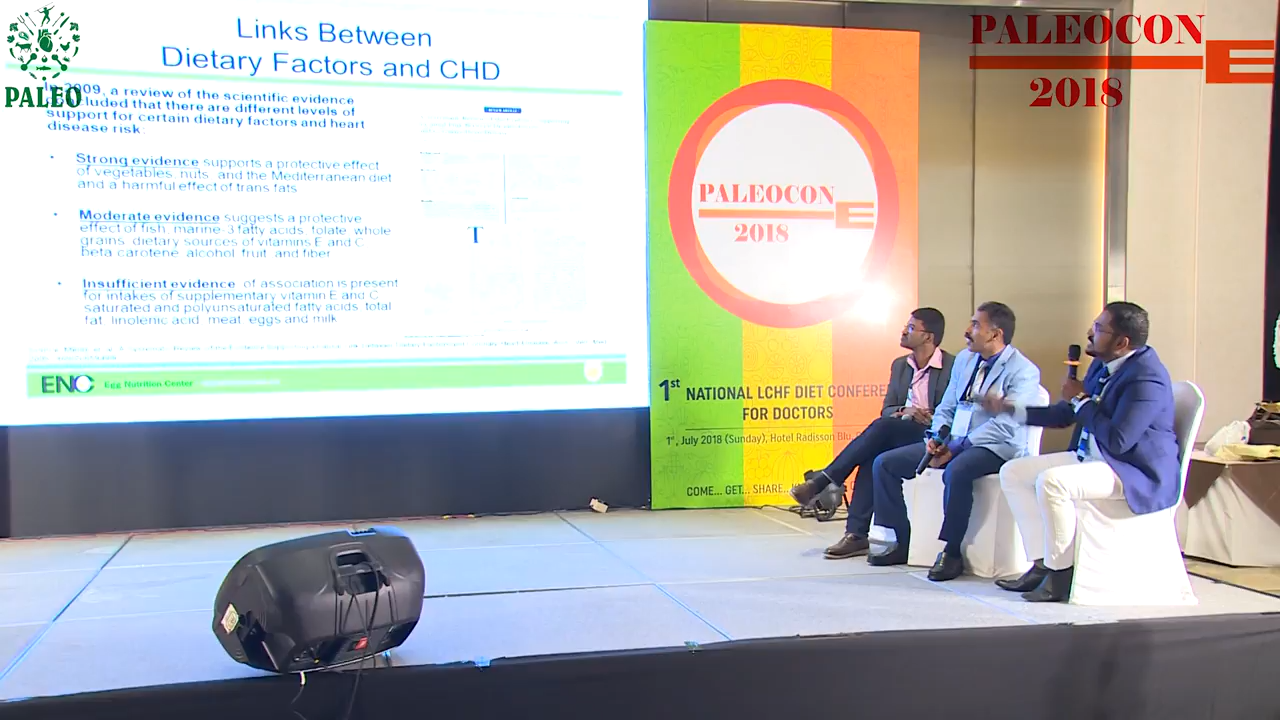 Links Between
Dietary Factors and CHD
PALEO
2009, a review of the scientific evidence
that there are different levels of
support for certain dietary factors and heart
disease risk:
Strong evidence supports a protective effect
of vegetables, nuts, and the Mediterranean diet
and a harmful effect of trans fats
Moderate evidence suggests a protective
effect of fish, marine 3 fatty acids, folate, whole
grains, dietary sources of vitamins E and C
beta carotene, alcohol, fruit, and fiber
T
Insufficient evidence of association is present
for intakes of supplementary vitamin E and C
saturated and polyunsaturated fatty acids, total
fat, linolenic acid, meat, eggs and milk
ENC Egg Nutrition Center
PALEOCON
E
2018
PALEOCON
E
2018
1st NATIONAL LCHF DIET CONFERE
FOR DOCTORS
1st, July 2018 (Sunday), Hotel Radisson Blu
COME... GET... SHARE..